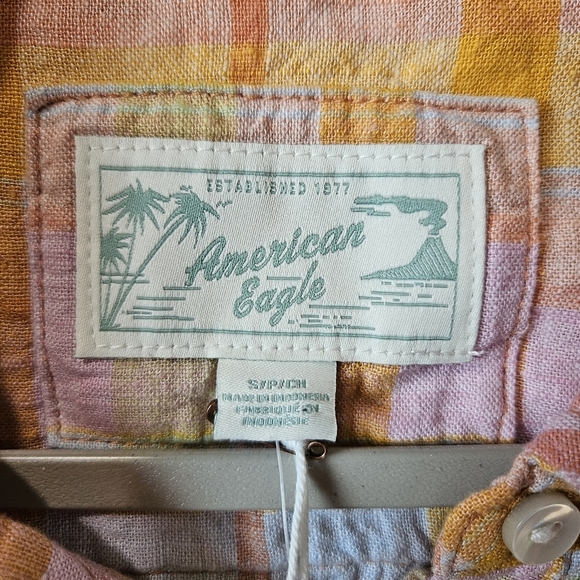 ESTABLISHED 1977
American
Eagle
S/P/CH
MADE IN INDONESIA
FABRIQUÉ EN
INDONÉSIE